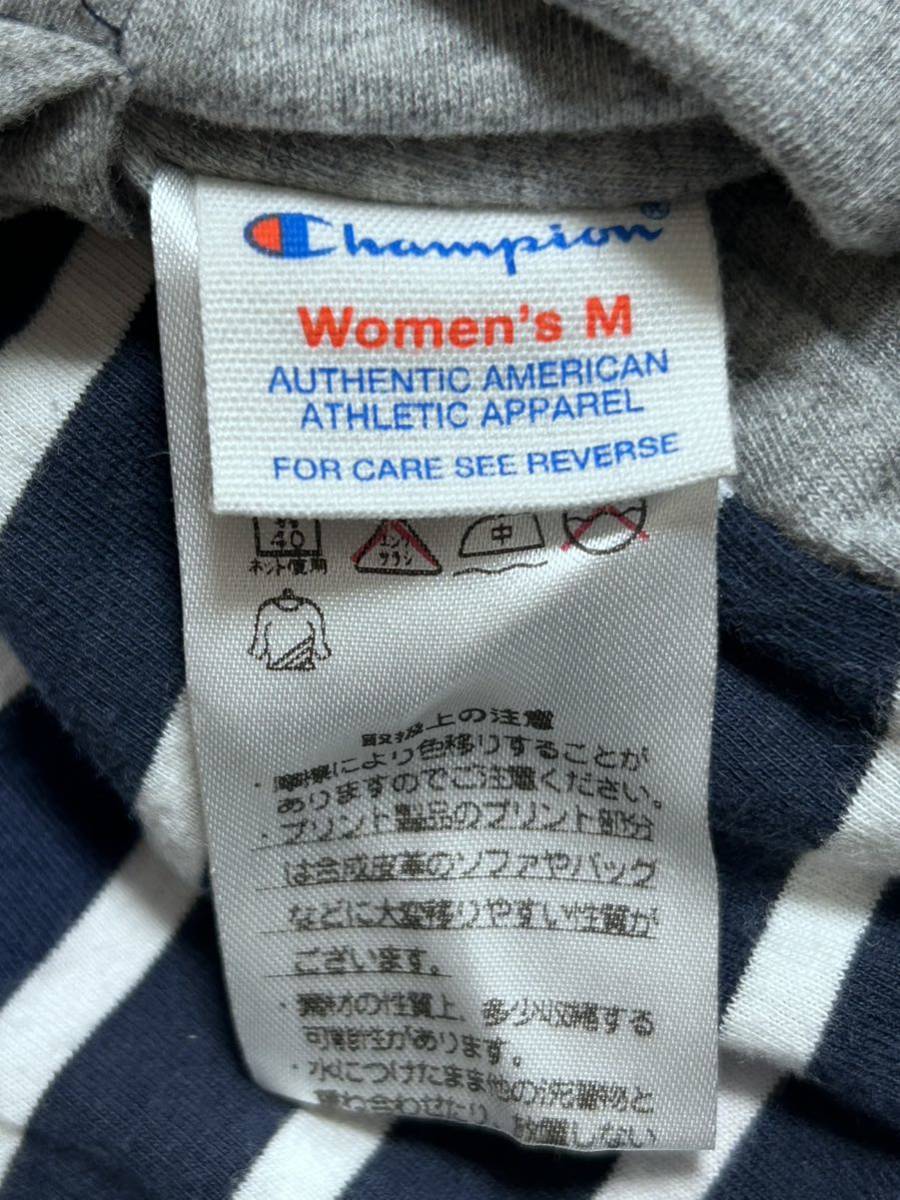 Champion®
Women's M
AUTHENTIC AMERICAN
ATHLETIC APPAREL
FOR CARE SEE REVERSE
40
ネット使用
エンソ
サラシ
中
取扱上の注意
・摩擦により色移りすることが
ありますのでご注意ください。
・プリント製品のプリント部分
は合成皮革のソファやバッグ
などに大変移りやすい性質が
ございます。
・素材の性質上、多少収縮する
可能性があります。
・水につけたまま他の洗濯物と
重ね合わせたり、放置しない